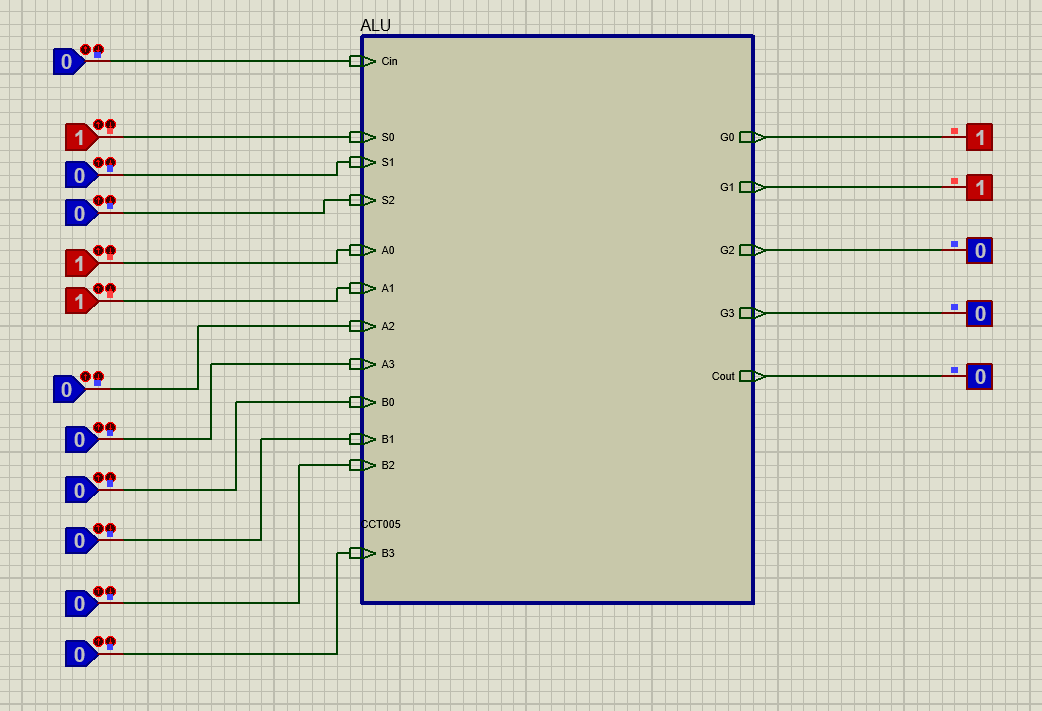 ALU
0 Cin
1 S0 G0 1
0 S1
G1 1
0 S2
1 A0 G2 0
1 A1
G3 0
A2
A3
0 Cout 0
B0
0 B1
B2
0
CCT005
0 B3
0
0